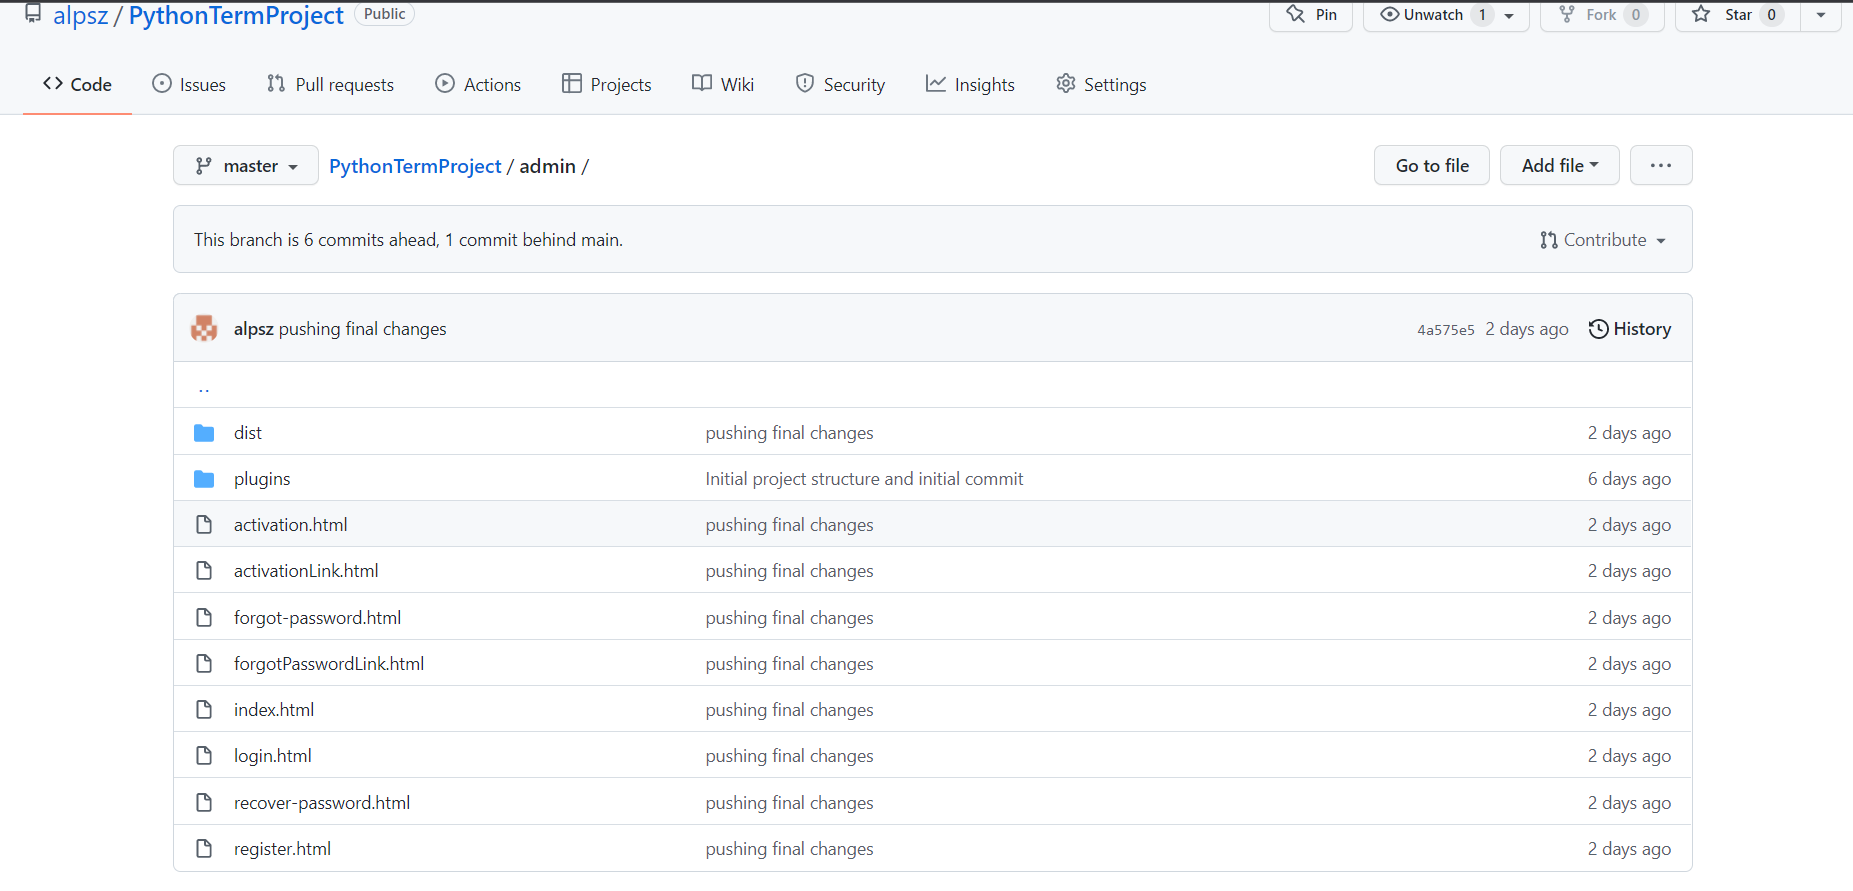 alpsz / PythonTermProject Public Pin Unwatch 1 Fork 0 Star 0
Code Issues Pull requests Actions Projects Wiki Security Insights Settings
master PythonTermProject / admin / Go to file Add file ...
This branch is 6 commits ahead, 1 commit behind main. Contribute
alpsz pushing final changes 4a575e5 2 days ago History
..
dist pushing final changes 2 days ago
plugins Initial project structure and initial commit 6 days ago
activation.html pushing final changes 2 days ago
activationLink.html pushing final changes 2 days ago
forgot-password.html pushing final changes 2 days ago
forgotPasswordLink.html pushing final changes 2 days ago
index.html pushing final changes 2 days ago
login.html pushing final changes 2 days ago
recover-password.html pushing final changes 2 days ago
register.html pushing final changes 2 days ago